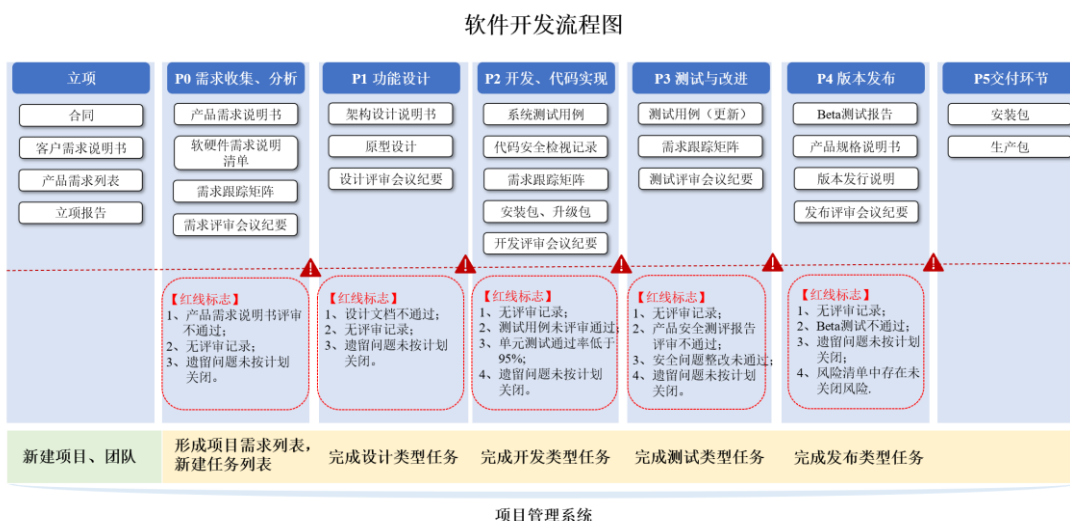 软件开发流程图
立项
合同
客户需求说明书
产品需求列表
立项报告
P0 需求收集、分析
产品需求说明书
软硬件需求说明
清单
需求跟踪矩阵
需求评审会议纪要
P1 功能设计
架构设计说明书
原型设计
设计评审会议纪要
P2 开发、代码实现
系统测试用例
代码安全检视记录
需求跟踪矩阵
安装包、升级包
开发评审会议纪要
P3 测试与改进
测试用例（更新）
需求跟踪矩阵
测试评审会议纪要
P4 版本发布
Beta测试报告
产品规格说明书
版本发行说明
发布评审会议纪要
P5交付环节
安装包
生产包
【红线标志】
1、产品需求说明书评审
不通过；
2、无评审记录；
3、遗留问题未按计划
关闭。
【红线标志】
1、设计文档不通过；
2、无评审记录；
3、遗留问题未按计划
关闭。
【红线标志】
1、无评审记录；
2、测试用例未评审通过；
3、单元测试通过率低于
95%;
4、遗留问题未按计划
关闭。
【红线标志】
1、无评审记录；
2、产品安全测评报告
评审不通过；
3、安全问题整改未通过；
4、遗留问题未按计划
关闭。
【红线标志】
1、无评审记录；
2、Beta测试不通过；
3、遗留问题未按计划
关闭；
4、风险清单中存在未
关闭风险.
新建项目、团队
形成项目需求列表，
新建任务列表
完成设计类型任务
完成开发类型任务
完成测试类型任务
完成发布类型任务
项目管理系统